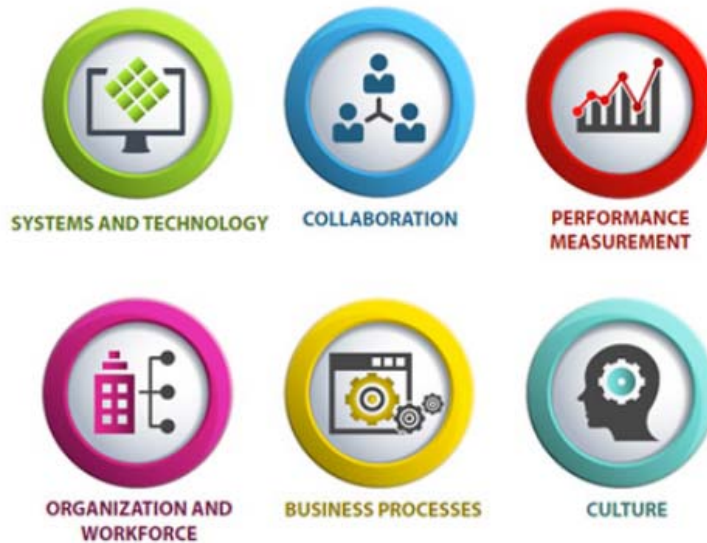 SYSTEMS AND TECHNOLOGY
COLLABORATION
PERFORMANCE
MEASUREMENT
ORGANIZATION AND
WORKFORCE
BUSINESS PROCESSES
CULTURE